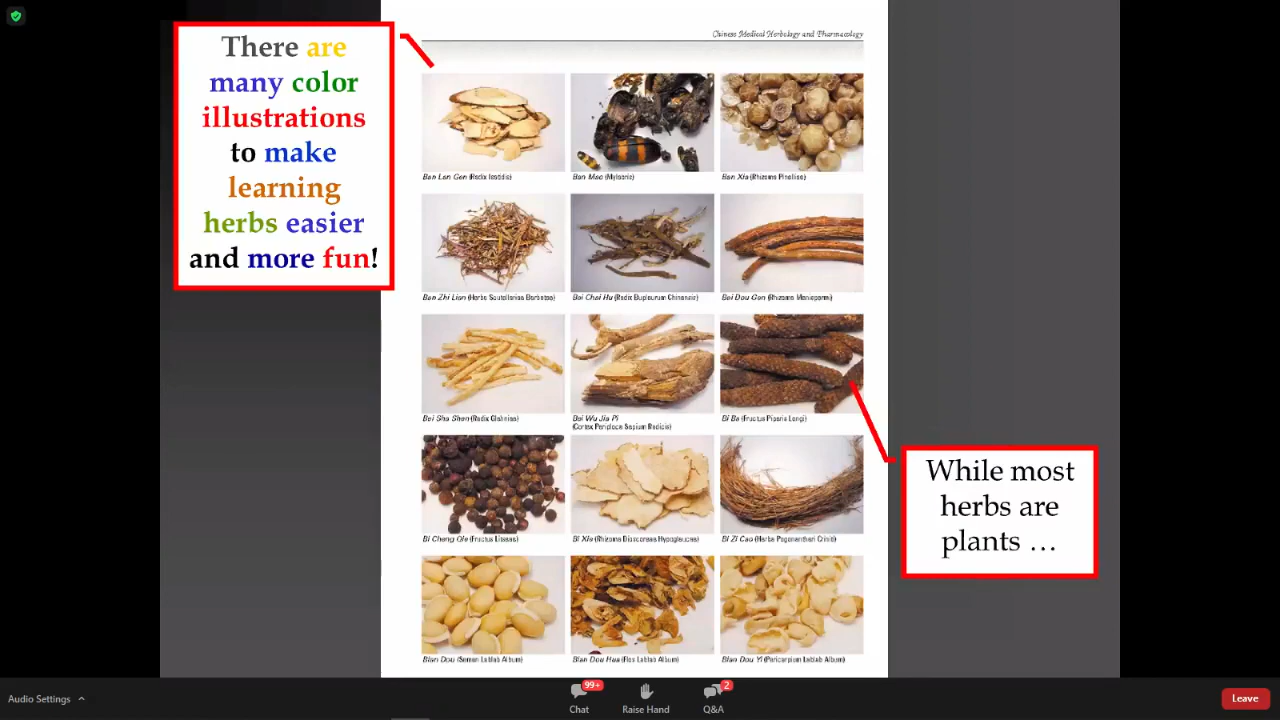 There are
many color
illustrations
to make
learning
herbs easier
and more fun!
Chinese Medical Herbology and Pharmacology
Ban Lan Gen (Radix Isatidis)
Ban Mao (Mylabris)
Ban Xia (Rhizoma Pinelliae)
Ban Zhi Lian (Herba Scutellariae Barbatae)
Bei Chai Hu (Radix Bupleurum Chinensis)
Bei Dou Gen (Rhizoma Menispermi)
Bei Sha Shen (Radix Glehniae)
Bei Wu Jia Pi
(Cortex Periploca Sepium Radicis)
Bi Ba (Fructus Piperis Longi)
While most
herbs are
plants …
Bi Cheng Qie (Fructus Litseae)
Bi Xie (Rhizoma Dioscoreae Hypoglaucae)
Bi Zi Cao (Herba Pogonantheri Criniti)
Bian Dou (Semen Lablab Album)
Bian Dou Hua (Flos Lablab Album)
Bian Dou Yi (Pericarpium Lablab Album)
Audio Settings
99+
Chat
Raise Hand
2
Q&A
Leave